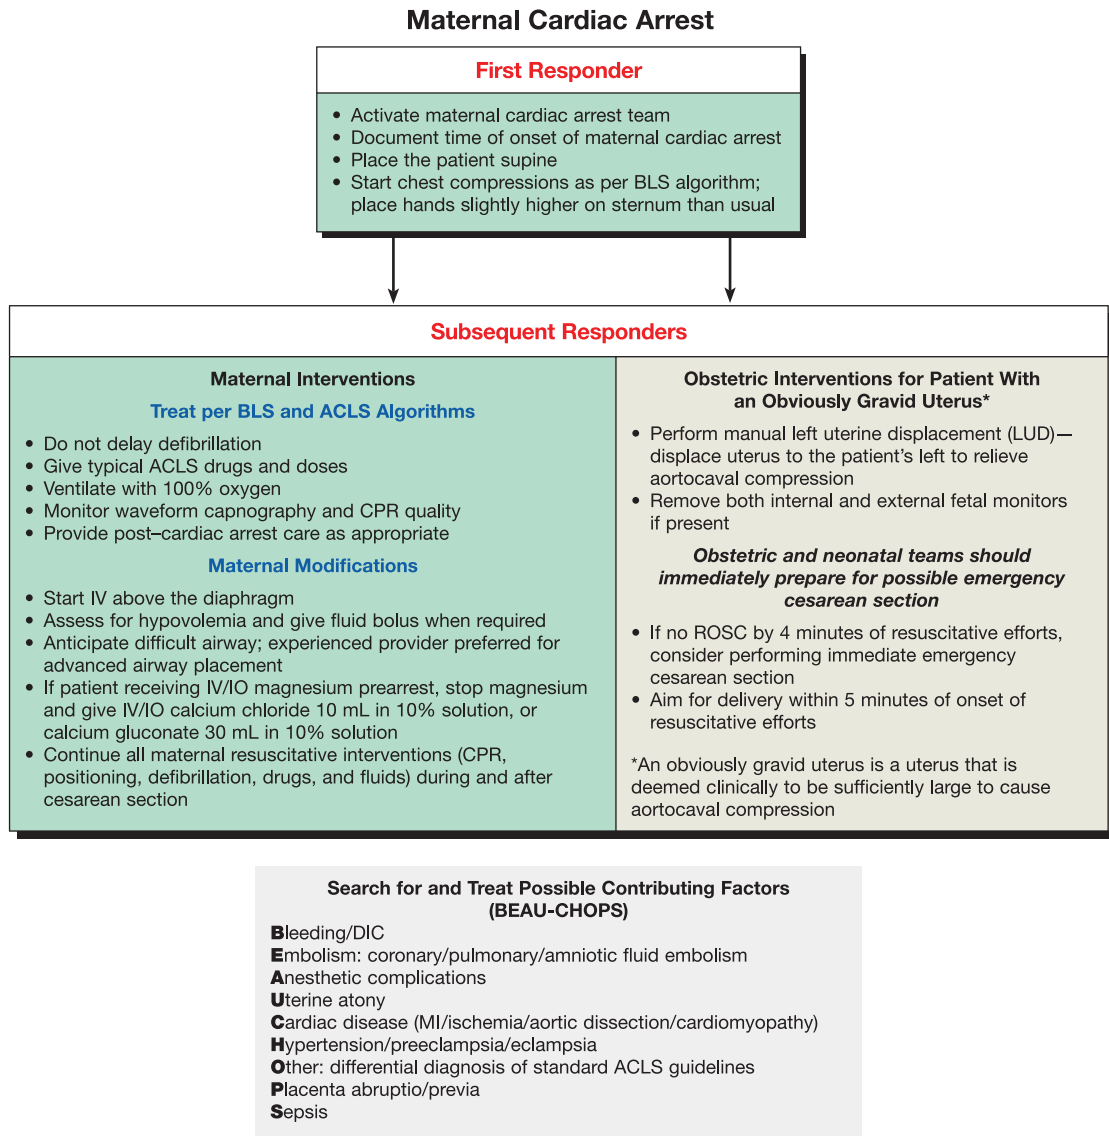 Maternal Cardiac Arrest
First Responder
• Activate maternal cardiac arrest team
• Document time of onset of maternal cardiac arrest
• Place the patient supine
• Start chest compressions as per BLS algorithm;
place hands slightly higher on sternum than usual
Subsequent Responders
Maternal Interventions
Treat per BLS and ACLS Algorithms
• Do not delay defibrillation
• Give typical ACLS drugs and doses
• Ventilate with 100% oxygen
• Monitor waveform capnography and CPR quality
• Provide post–cardiac arrest care as appropriate
Maternal Modifications
• Start IV above the diaphragm
• Assess for hypovolemia and give fluid bolus when required
• Anticipate difficult airway; experienced provider preferred for
advanced airway placement
• If patient receiving IV/IO magnesium prearrest, stop magnesium
and give IV/IO calcium chloride 10 mL in 10% solution, or
calcium gluconate 30 mL in 10% solution
• Continue all maternal resuscitative interventions (CPR,
positioning, defibrillation, drugs, and fluids) during and after
cesarean section
Obstetric Interventions for Patient With
an Obviously Gravid Uterus*
• Perform manual left uterine displacement (LUD)—
displace uterus to the patient’s left to relieve
aortocaval compression
• Remove both internal and external fetal monitors
if present
Obstetric and neonatal teams should
immediately prepare for possible emergency
cesarean section
• If no ROSC by 4 minutes of resuscitative efforts,
consider performing immediate emergency
cesarean section
• Aim for delivery within 5 minutes of onset of
resuscitative efforts
*An obviously gravid uterus is a uterus that is
deemed clinically to be sufficiently large to cause
aortocaval compression
Search for and Treat Possible Contributing Factors
(BEAU-CHOPS)
Bleeding/DIC
Embolism: coronary/pulmonary/amniotic fluid embolism
Anesthetic complications
Uterine atony
Cardiac disease (MI/ischemia/aortic dissection/cardiomyopathy)
Hypertension/preeclampsia/eclampsia
Other: differential diagnosis of standard ACLS guidelines
Placenta abruptio/previa
Sepsis